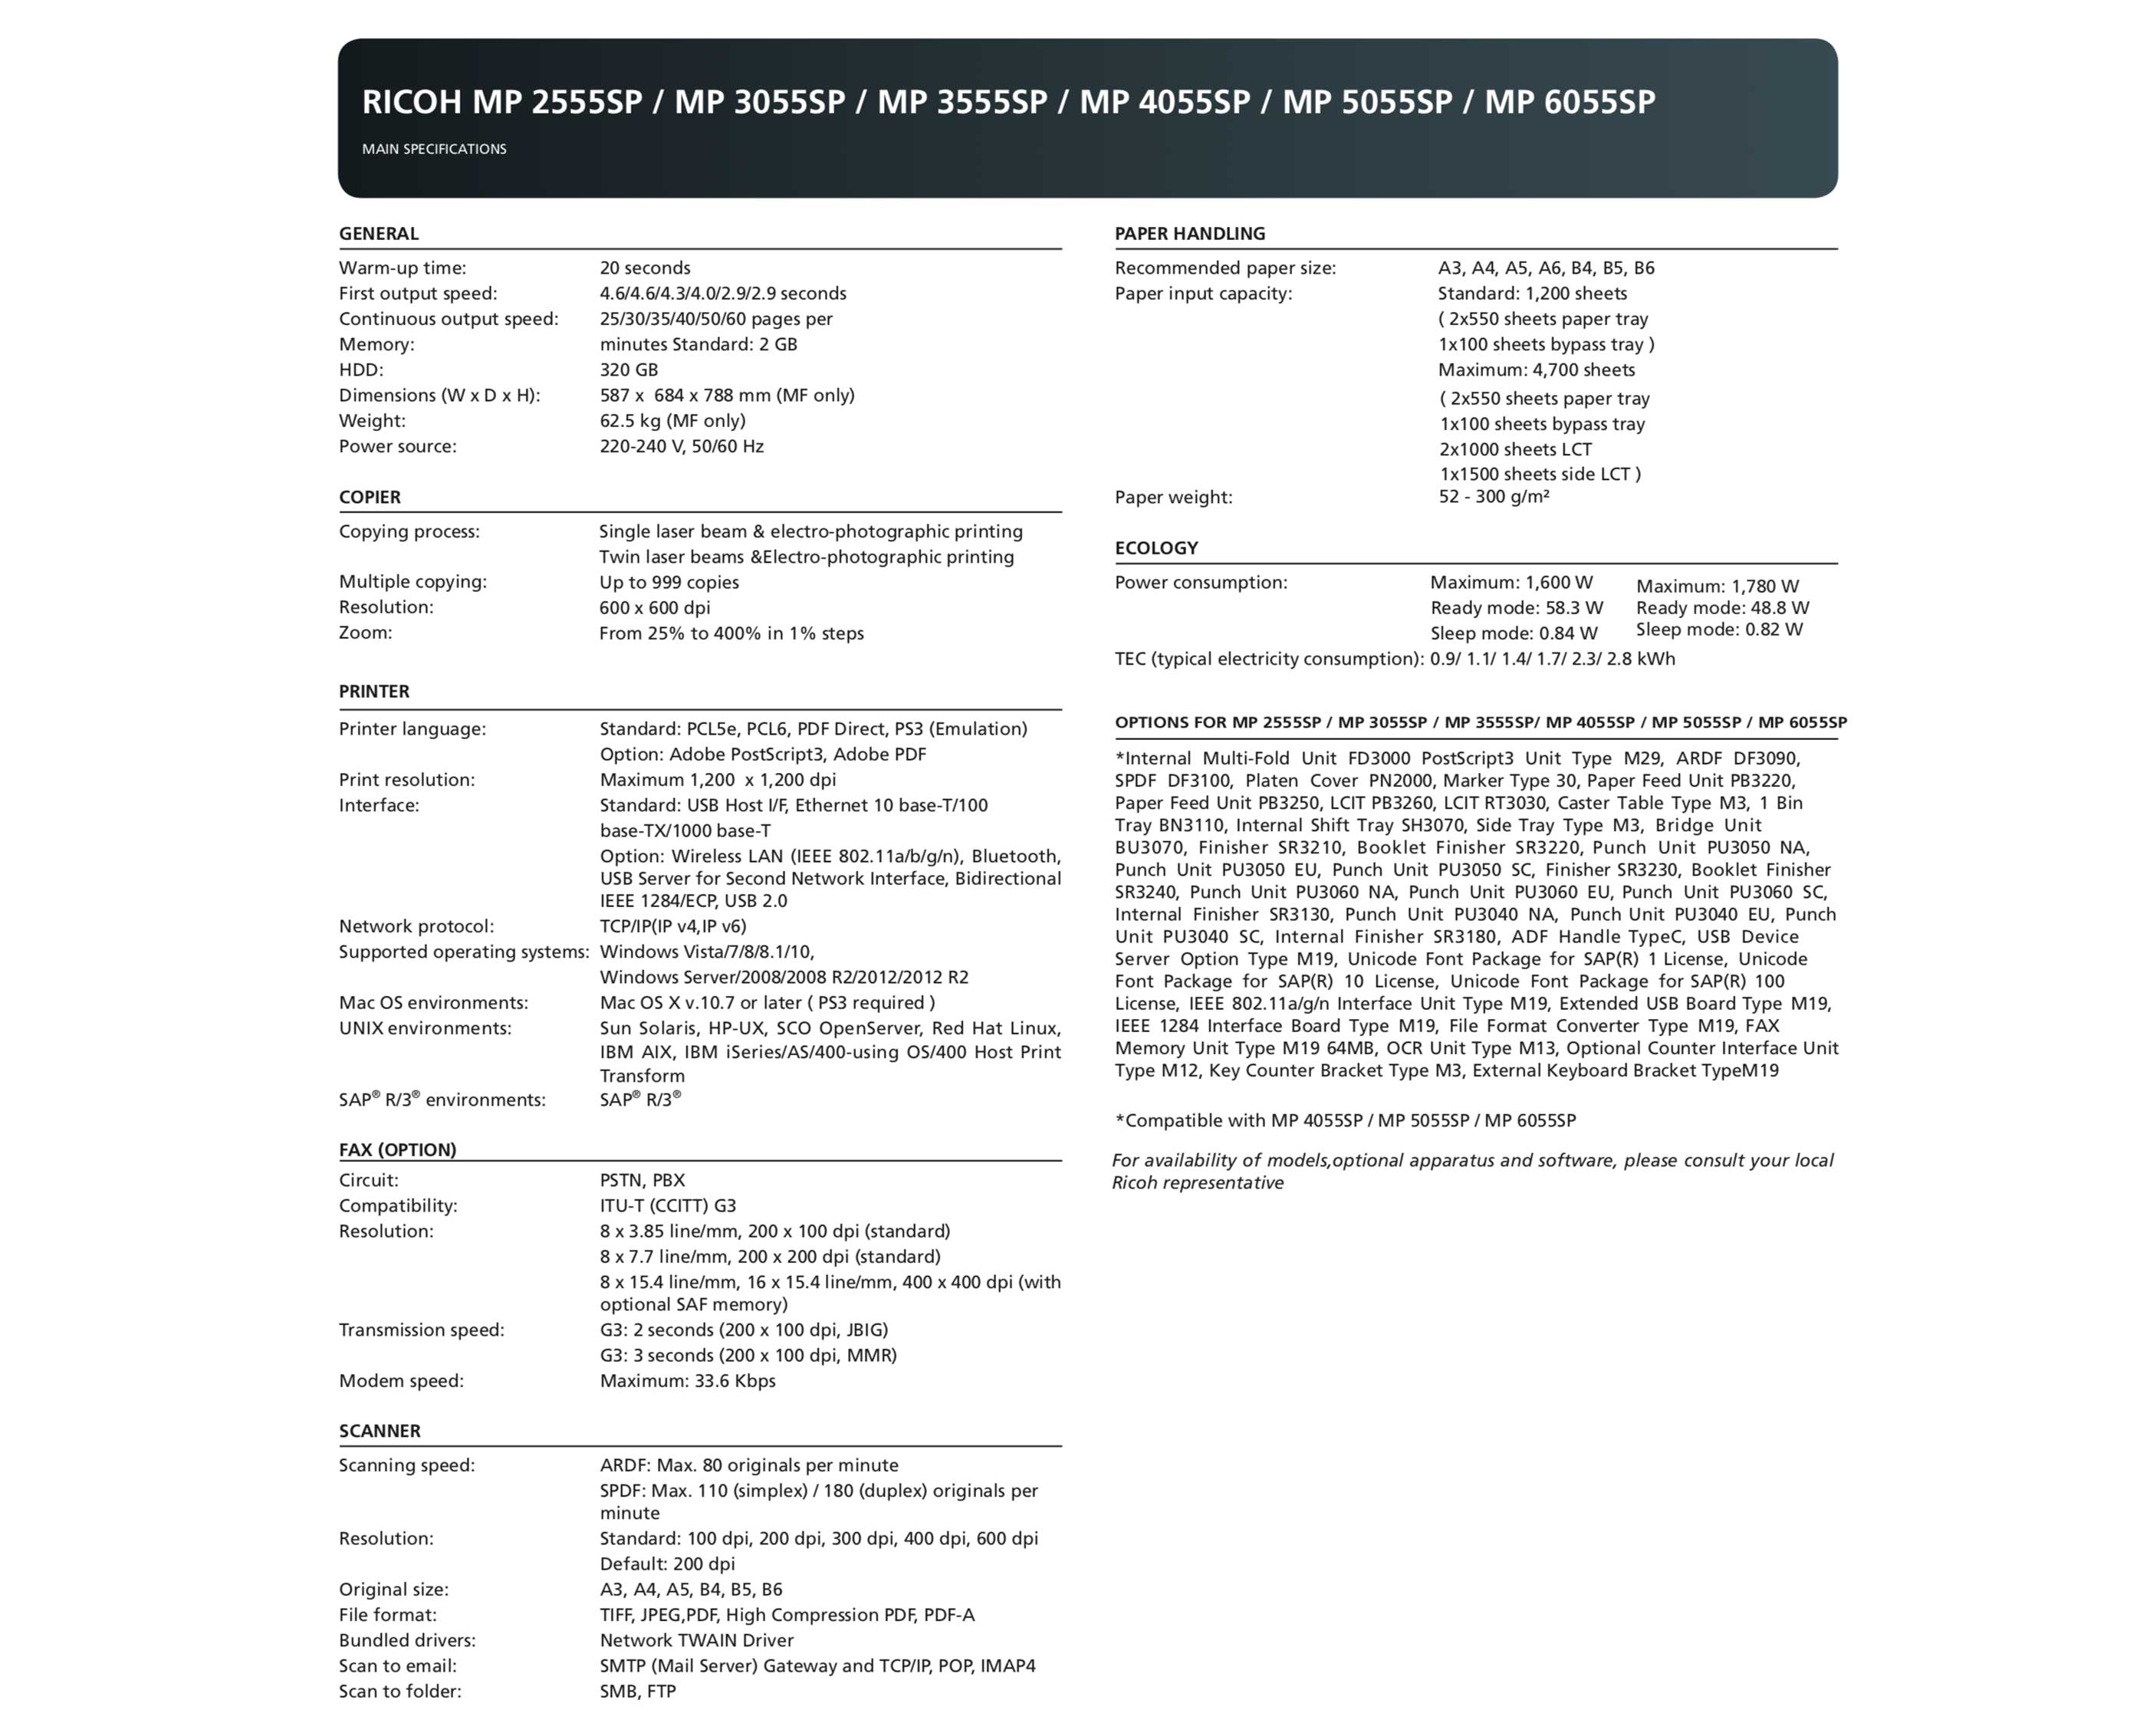 RICOH MP 2555SP / MP 3055SP / MP 3555SP / MP 4055SP / MP 5055SP / MP 6055SP
MAIN SPECIFICATIONS
GENERAL
Warm-up time: 20 seconds
First output speed: 4.6/4.6/4.3/4.0/2.9/2.9 seconds
Continuous output speed: 25/30/35/40/50/60 pages per
Memory: minutes Standard: 2 GB
HDD: 320 GB
Dimensions (W x D x H): 587 x 684 x 788 mm (MF only)
Weight: 62.5 kg (MF only)
Power source: 220-240 V, 50/60 Hz
COPIER
Copying process: Single laser beam & electro-photographic printing
Twin laser beams &Electro-photographic printing
Multiple copying: Up to 999 copies
Resolution: 600 x 600 dpi
Zoom: From 25% to 400% in 1% steps
PRINTER
Printer language: Standard: PCL5e, PCL6, PDF Direct, PS3 (Emulation)
Option: Adobe PostScript3, Adobe PDF
Print resolution: Maximum 1,200 x 1,200 dpi
Interface: Standard: USB Host I/F, Ethernet 10 base-T/100
base-TX/1000 base-T
Option: Wireless LAN (IEEE 802.11a/b/g/n), Bluetooth,
USB Server for Second Network Interface, Bidirectional
IEEE 1284/ECP, USB 2.0
Network protocol: TCP/IP(IP v4,IP v6)
Supported operating systems: Windows Vista/7/8/8.1/10,
Windows Server/2008/2008 R2/2012/2012 R2
Mac OS environments: Mac OS X v.10.7 or later ( PS3 required )
UNIX environments: Sun Solaris, HP-UX, SCO OpenServer, Red Hat Linux,
IBM AIX, IBM iSeries/AS/400-using OS/400 Host Print
Transform
SAP® R/3® environments: SAP® R/3®
FAX (OPTION)
Circuit: PSTN, PBX
Compatibility: ITU-T (CCITT) G3
Resolution: 8 x 3.85 line/mm, 200 x 100 dpi (standard)
8 x 7.7 line/mm, 200 x 200 dpi (standard)
8 x 15.4 line/mm, 16 x 15.4 line/mm, 400 x 400 dpi (with
optional SAF memory)
Transmission speed: G3: 2 seconds (200 x 100 dpi, JBIG)
G3: 3 seconds (200 x 100 dpi, MMR)
Modem speed: Maximum: 33.6 Kbps
SCANNER
Scanning speed: ARDF: Max. 80 originals per minute
SPDF: Max. 110 (simplex) / 180 (duplex) originals per
minute
Resolution: Standard: 100 dpi, 200 dpi, 300 dpi, 400 dpi, 600 dpi
Default: 200 dpi
Original size: A3, A4, A5, B4, B5, B6
File format: TIFF, JPEG,PDF, High Compression PDF, PDF-A
Bundled drivers: Network TWAIN Driver
Scan to email: SMTP (Mail Server) Gateway and TCP/IP, POP, IMAP4
Scan to folder: SMB, FTP
PAPER HANDLING
Recommended paper size: A3, A4, A5, A6, B4, B5, B6
Paper input capacity: Standard: 1,200 sheets
( 2x550 sheets paper tray
1x100 sheets bypass tray )
Maximum: 4,700 sheets
( 2x550 sheets paper tray
1x100 sheets bypass tray
2x1000 sheets LCT
1x1500 sheets side LCT )
Paper weight: 52 - 300 g/m²
ECOLOGY
Power consumption: Maximum: 1,600 W Maximum: 1,780 W
Ready mode: 58.3 W Ready mode: 48.8 W
Sleep mode: 0.84 W Sleep mode: 0.82 W
TEC (typical electricity consumption): 0.9/ 1.1/ 1.4/ 1.7/ 2.3/ 2.8 kWh
OPTIONS FOR MP 2555SP / MP 3055SP / MP 3555SP/ MP 4055SP / MP 5055SP / MP 6055SP
*Internal Multi-Fold Unit FD3000 PostScript3 Unit Type M29, ARDF DF3090,
SPDF DF3100, Platen Cover PN2000, Marker Type 30, Paper Feed Unit PB3220,
Paper Feed Unit PB3250, LCIT PB3260, LCIT RT3030, Caster Table Type M3, 1 Bin
Tray BN3110, Internal Shift Tray SH3070, Side Tray Type M3, Bridge Unit
BU3070, Finisher SR3210, Booklet Finisher SR3220, Punch Unit PU3050 NA,
Punch Unit PU3050 EU, Punch Unit PU3050 SC, Finisher SR3230, Booklet Finisher
SR3240, Punch Unit PU3060 NA, Punch Unit PU3060 EU, Punch Unit PU3060 SC,
Internal Finisher SR3130, Punch Unit PU3040 NA, Punch Unit PU3040 EU, Punch
Unit PU3040 SC, Internal Finisher SR3180, ADF Handle TypeC, USB Device
Server Option Type M19, Unicode Font Package for SAP(R) 1 License, Unicode
Font Package for SAP(R) 10 License, Unicode Font Package for SAP(R) 100
License, IEEE 802.11a/g/n Interface Unit Type M19, Extended USB Board Type M19,
IEEE 1284 Interface Board Type M19, File Format Converter Type M19, FAX
Memory Unit Type M19 64MB, OCR Unit Type M13, Optional Counter Interface Unit
Type M12, Key Counter Bracket Type M3, External Keyboard Bracket TypeM19
*Compatible with MP 4055SP / MP 5055SP / MP 6055SP
For availability of models,optional apparatus and software, please consult your local
Ricoh representative